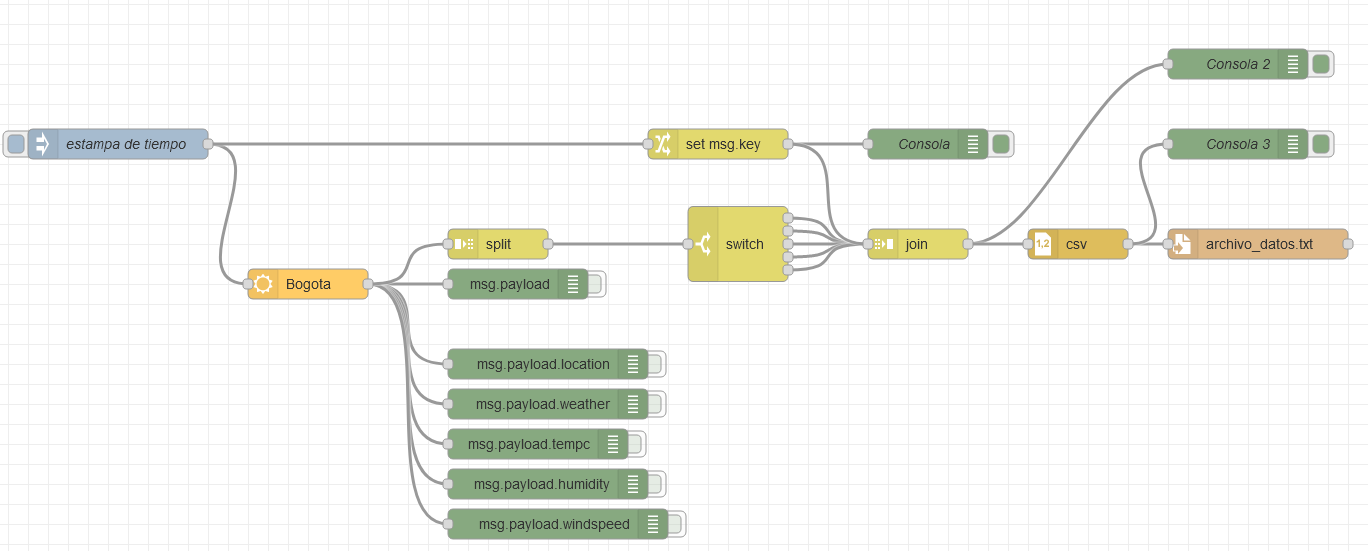 Consola 2
estampa de tiempo
set msg.key
Consola
Consola 3
split
switch
join
1,2
csv
archivo_datos.txt
Bogota
msg.payload
msg.payload.location
msg.payload.weather
msg.payload.tempc
msg.payload.humidity
msg.payload.windspeed